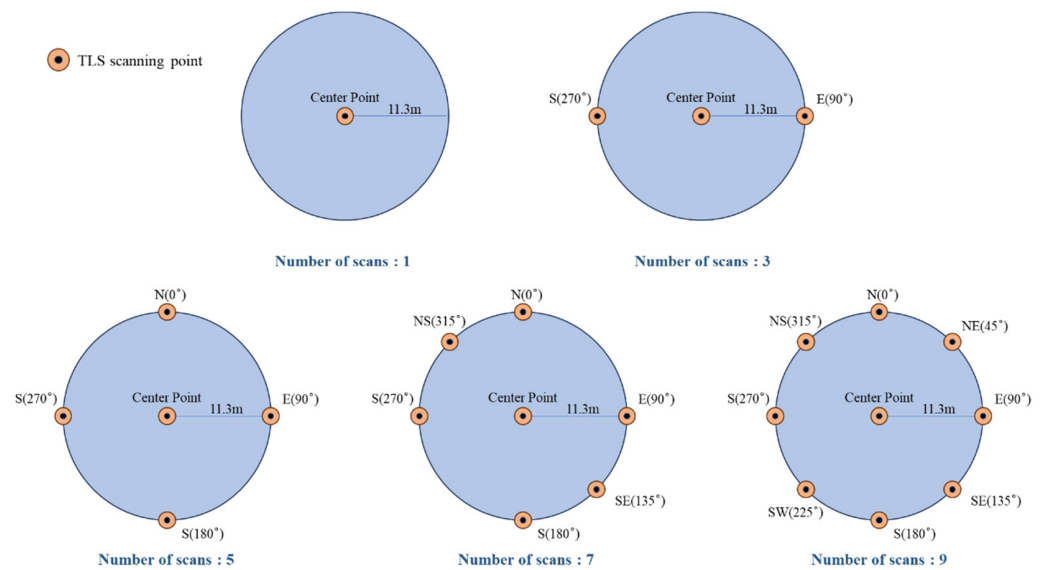 TLS scanning point
Center Point
11.3m
Number of scans : 1
S(270˚)
Center Point
11.3m
E(90˚)
Number of scans : 3
N(0˚)
S(270˚)
Center Point
11.3m
E(90˚)
S(180˚)
Number of scans : 5
N(0˚)
NS(315˚)
S(270˚)
Center Point
11.3m
E(90˚)
SE(135˚)
S(180˚)
Number of scans : 7
N(0˚)
NS(315˚)
NE(45˚)
S(270˚)
Center Point
11.3m
E(90˚)
SW(225˚)
SE(135˚)
S(180˚)
Number of scans : 9